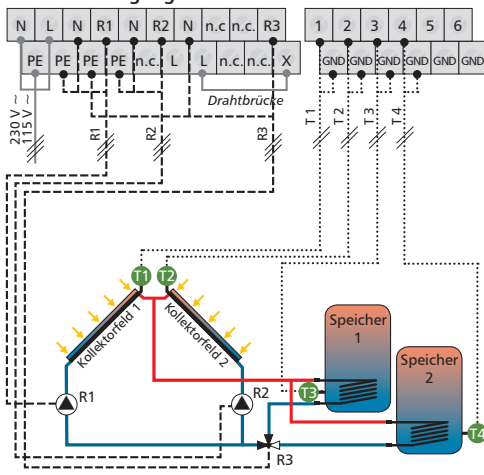 N L N R1 N R2 N n.c. n.c. R3
1 2 3 4 5 6
PE PE PE n.c. L L n.c. X
GND GND GND GND GND GND
Drahtbrücke
230 V ~
115 V ~
R1
R2
R3
T 1
T 2
T 3
T 4
T1
T2
Kollektorfeld 1
Kollektorfeld 2
Speicher
1
Speicher
2
R1
R2
T3
T4
R3